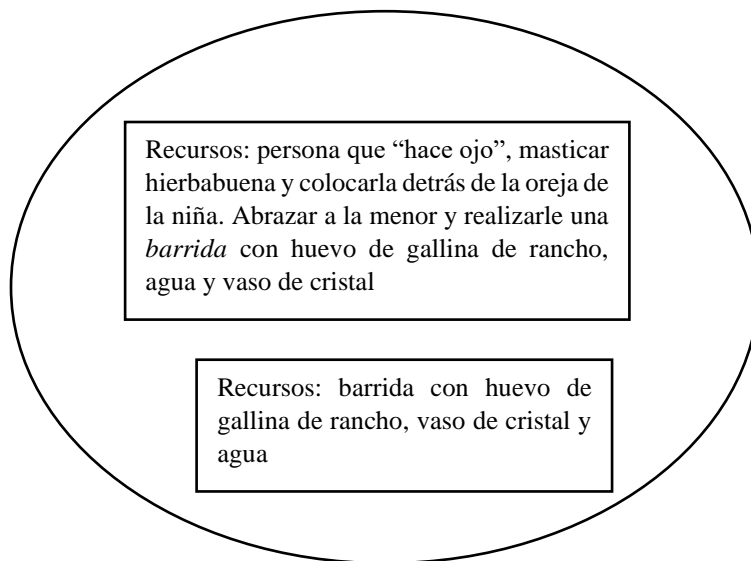 Recursos: persona que “hace ojo”, masticar
hierbabuena y colocarla detrás de la oreja de
la niña. Abrazar a la menor y realizarle una
barrida con huevo de gallina de rancho,
agua y vaso de cristal
Recursos: barrida con huevo de
gallina de rancho, vaso de cristal y
agua